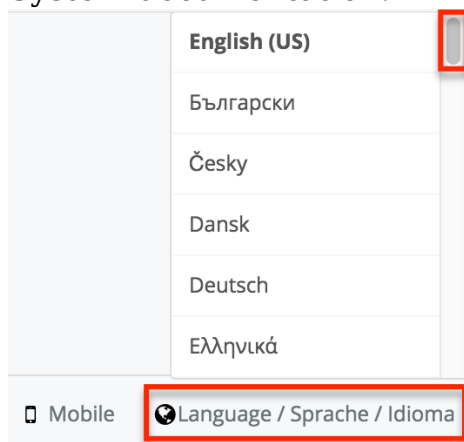 English (US)
Български
Česky
Dansk
Deutsch
Ελληνικά
Mobile
Language / Sprache / Idioma